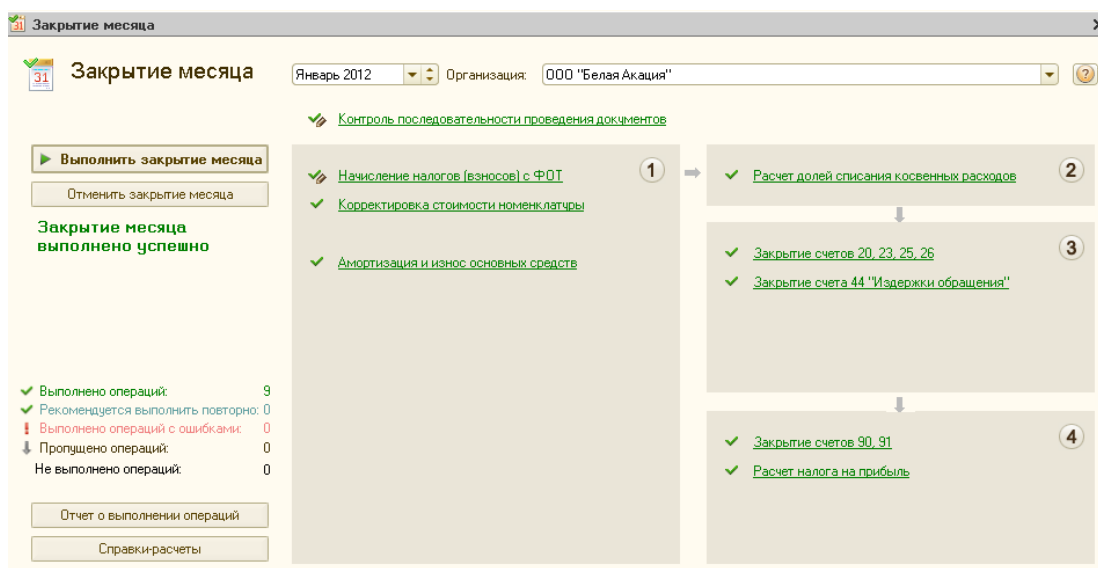 Закрытие месяца
31 Закрытие месяца
Январь 2012 Организация: ООО "Белая Акация" ?
Контроль последовательности проведения документов
Выполнить закрытие месяца
Отменить закрытие месяца
Закрытие месяца
выполнено успешно
1
Начисление налогов (взносов) с ФОТ
Корректировка стоимости номенклатуры
Амортизация и износ основных средств
2
Расчет долей списания косвенных расходов
3
Закрытие счетов 20, 23, 25, 26
Закрытие счета 44 "Издержки обращения"
4
Закрытие счетов 90, 91
Расчет налога на прибыль
Выполнено операций: 9
Рекомендуется выполнить повторно: 0
Выполнено операций с ошибками: 0
Пропущено операций: 0
Не выполнено операций: 0
Отчет о выполнении операций
Справки-расчеты